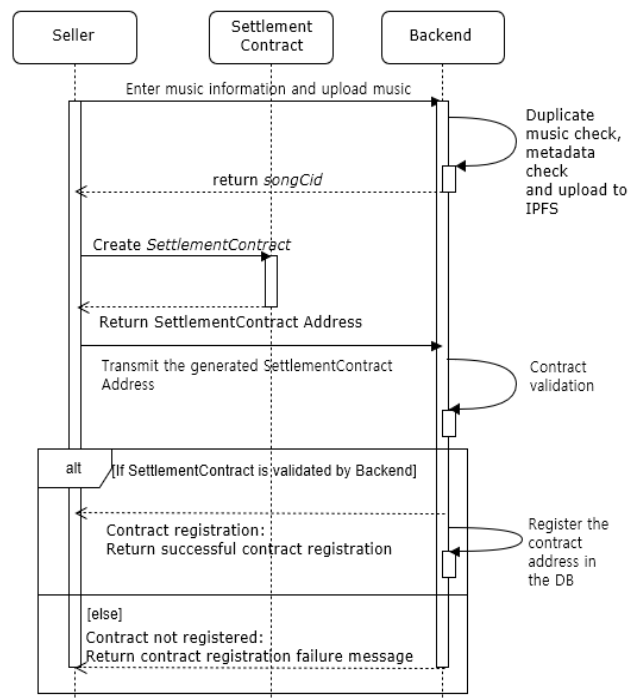 Seller
Settlement
Contract
Backend
Enter music information and upload music
Duplicate
music check,
metadata
check
and upload to
IPFS
return songCid
Create SettlementContract
Return SettlementContract Address
Transmit the generated SettlementContract
Address
Contract
validation
alt
[If SettlementContract is validated by Backend]
Contract registration:
Return successful contract registration
Register the
contract
address in
the DB
[else]
Contract not registered:
Return contract registration failure message